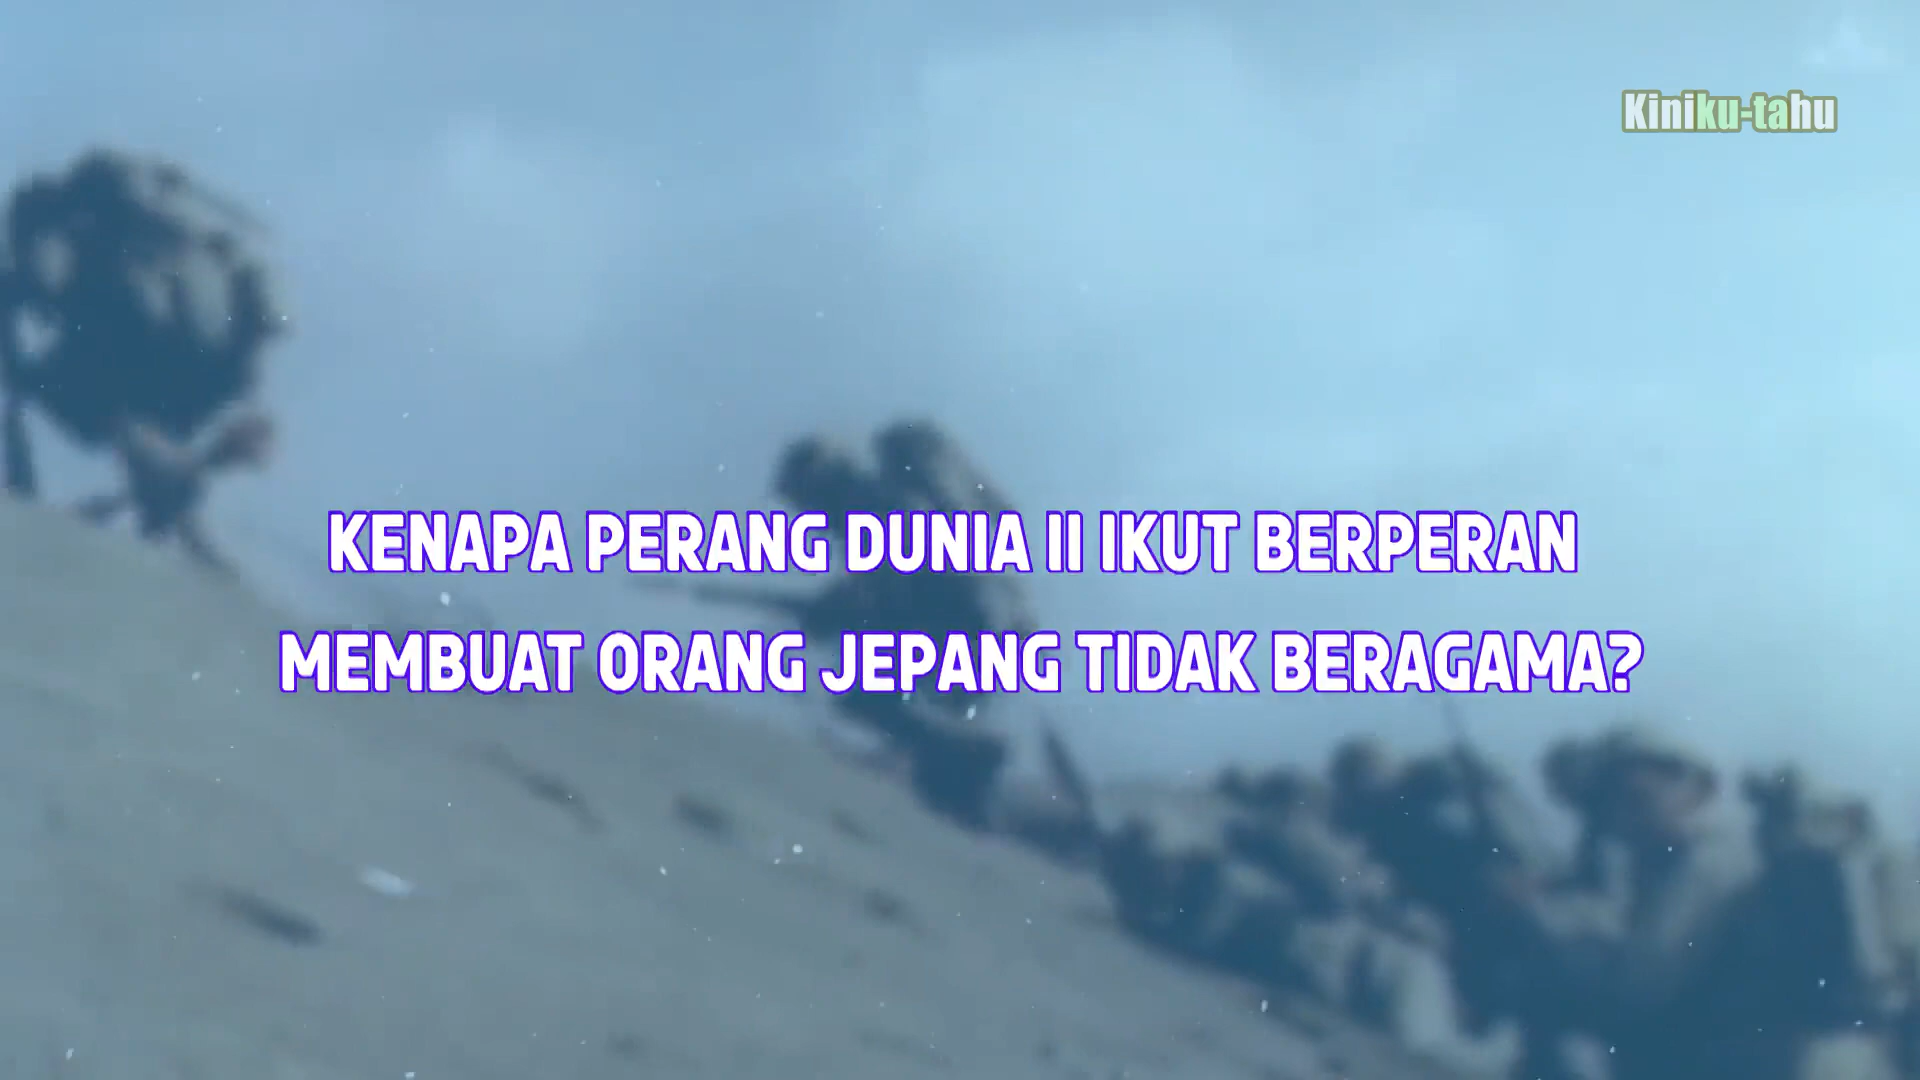 Kiniku-tahu
KENAPA PERANG DUNIA II IKUT BERPERAN
MEMBUAT ORANG JEPANG TIDAK BERAGAMA?